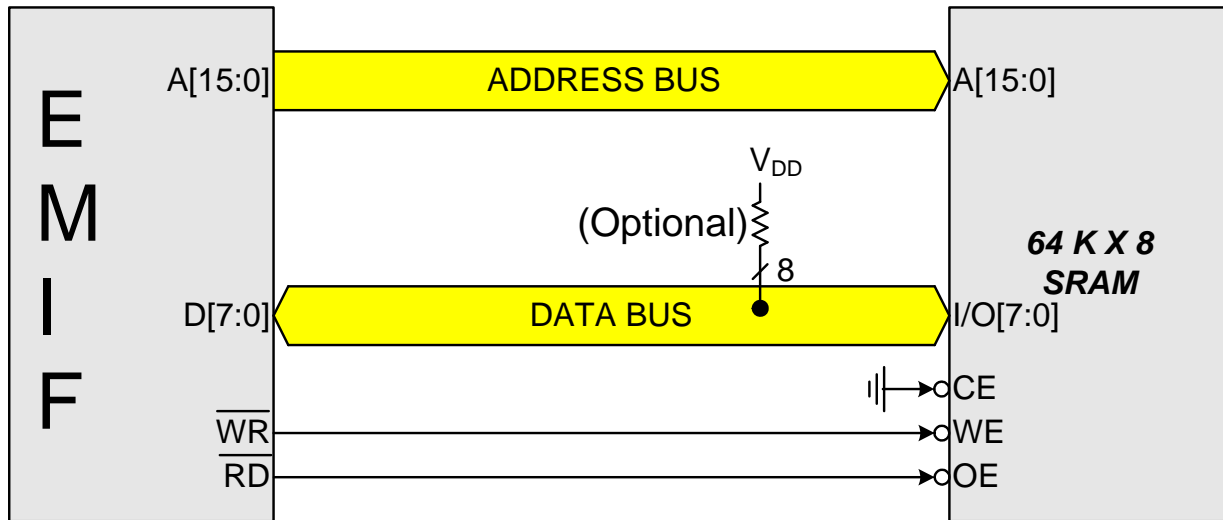 EMIF
A[15:0]
ADDRESS BUS
A[15:0]
VDD
(Optional)
8
64 K X 8
SRAM
D[7:0]
DATA BUS
I/O[7:0]
CE
WR
WE
RD
OE